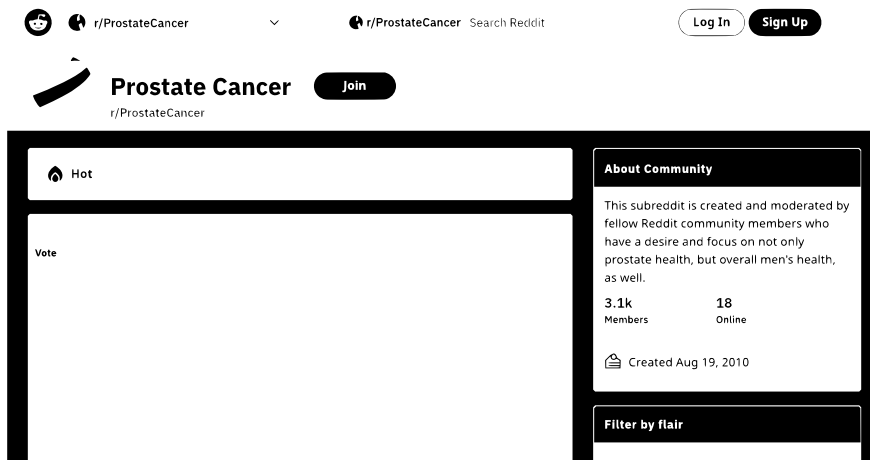 r/ProstateCancer
r/ProstateCancer Search Reddit
Log In
Sign Up
Prostate Cancer
Join
r/ProstateCancer
Hot
Vote
About Community
This subreddit is created and moderated by
fellow Reddit community members who
have a desire and focus on not only
prostate health, but overall men's health,
as well.
3.1k
Members
18
Online
Created Aug 19, 2010
Filter by flair